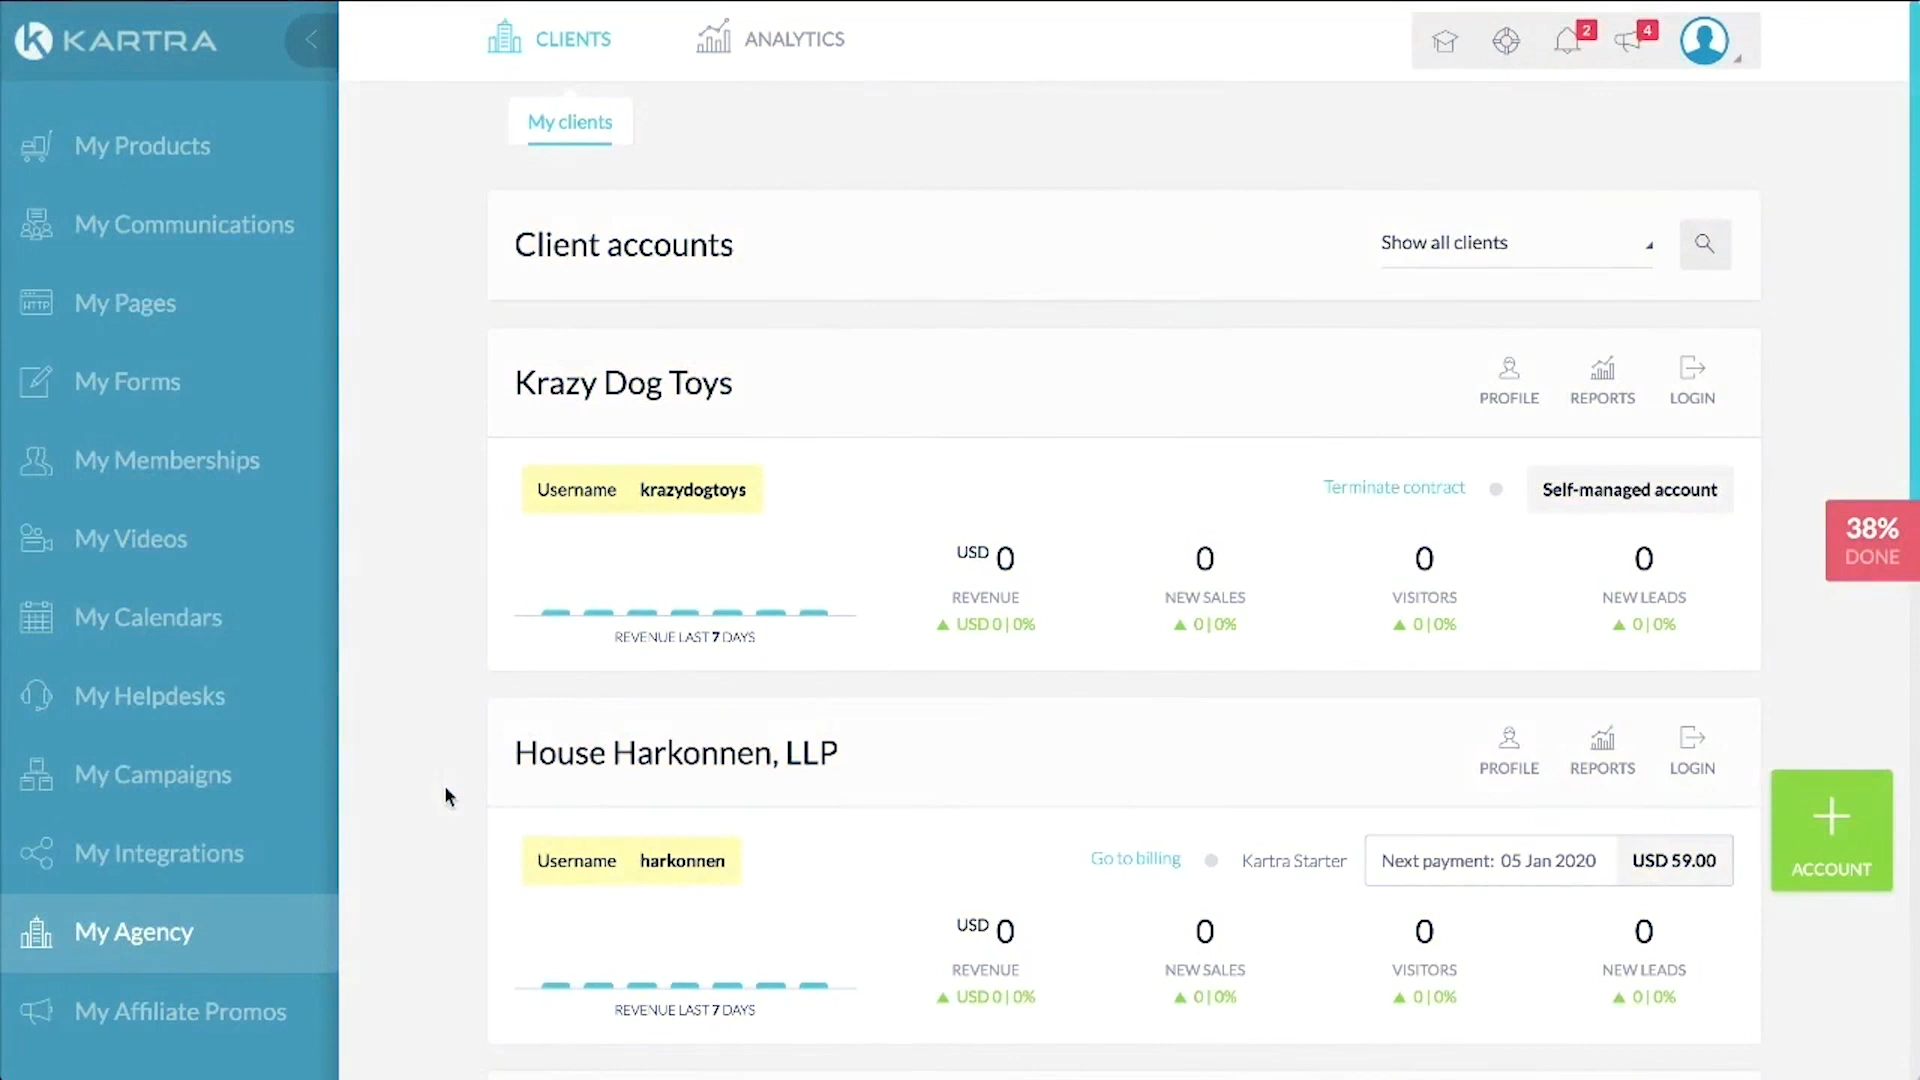 KARTRA
CLIENTS
ANALYTICS
2
4
My Products
My Communications
HTTP
My Pages
My Forms
My Memberships
My Videos
My Calendars
My Helpdesks
My Campaigns
My Integrations
My Agency
My Affiliate Promos
My clients
Client accounts
Show all clients
Krazy Dog Toys
PROFILE
REPORTS
LOGIN
Username krazydogtoys
Terminate contract
Self-managed account
USD 0
0
0
0
REVENUE
NEW SALES
VISITORS
NEW LEADS
USD 0 | 0%
0 | 0%
0 | 0%
0 | 0%
REVENUE LAST 7 DAYS
38%
DONE
House Harkonnen, LLP
PROFILE
REPORTS
LOGIN
Username harkonnen
Go to billing
Kartra Starter
Next payment: 05 Jan 2020
USD 59.00
ACCOUNT
USD 0
0
0
0
REVENUE
NEW SALES
VISITORS
NEW LEADS
USD 0 | 0%
0 | 0%
0 | 0%
0 | 0%
REVENUE LAST 7 DAYS